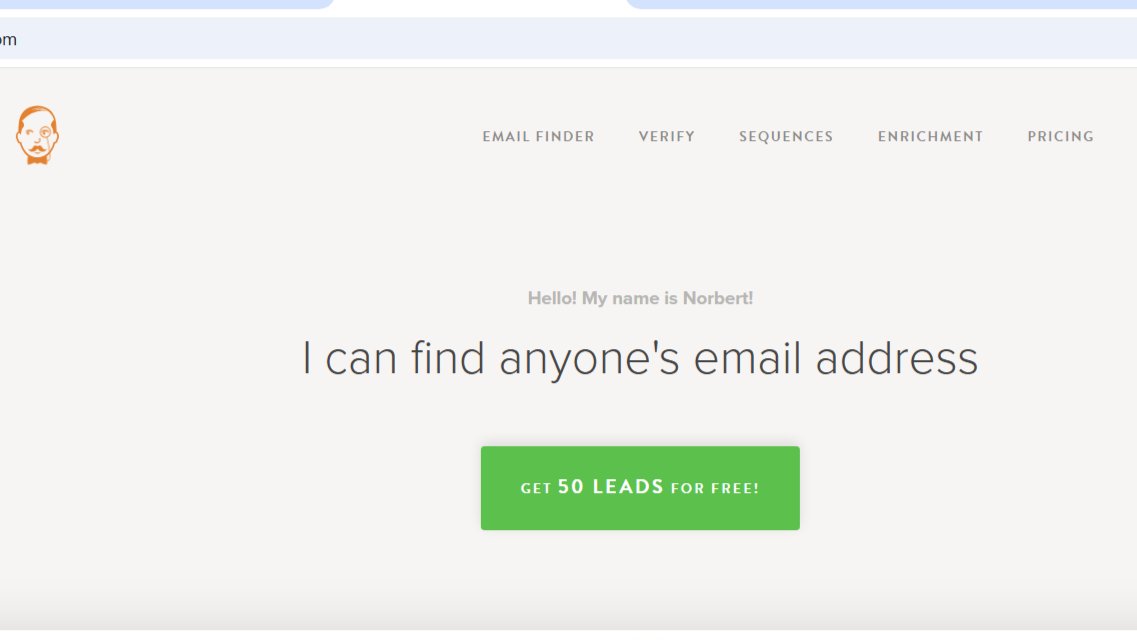 om
EMAIL FINDER VERIFY SEQUENCES ENRICHMENT PRICING
Hello! My name is Norbert!
I can find anyone's email address
GET 50 LEADS FOR FREE!